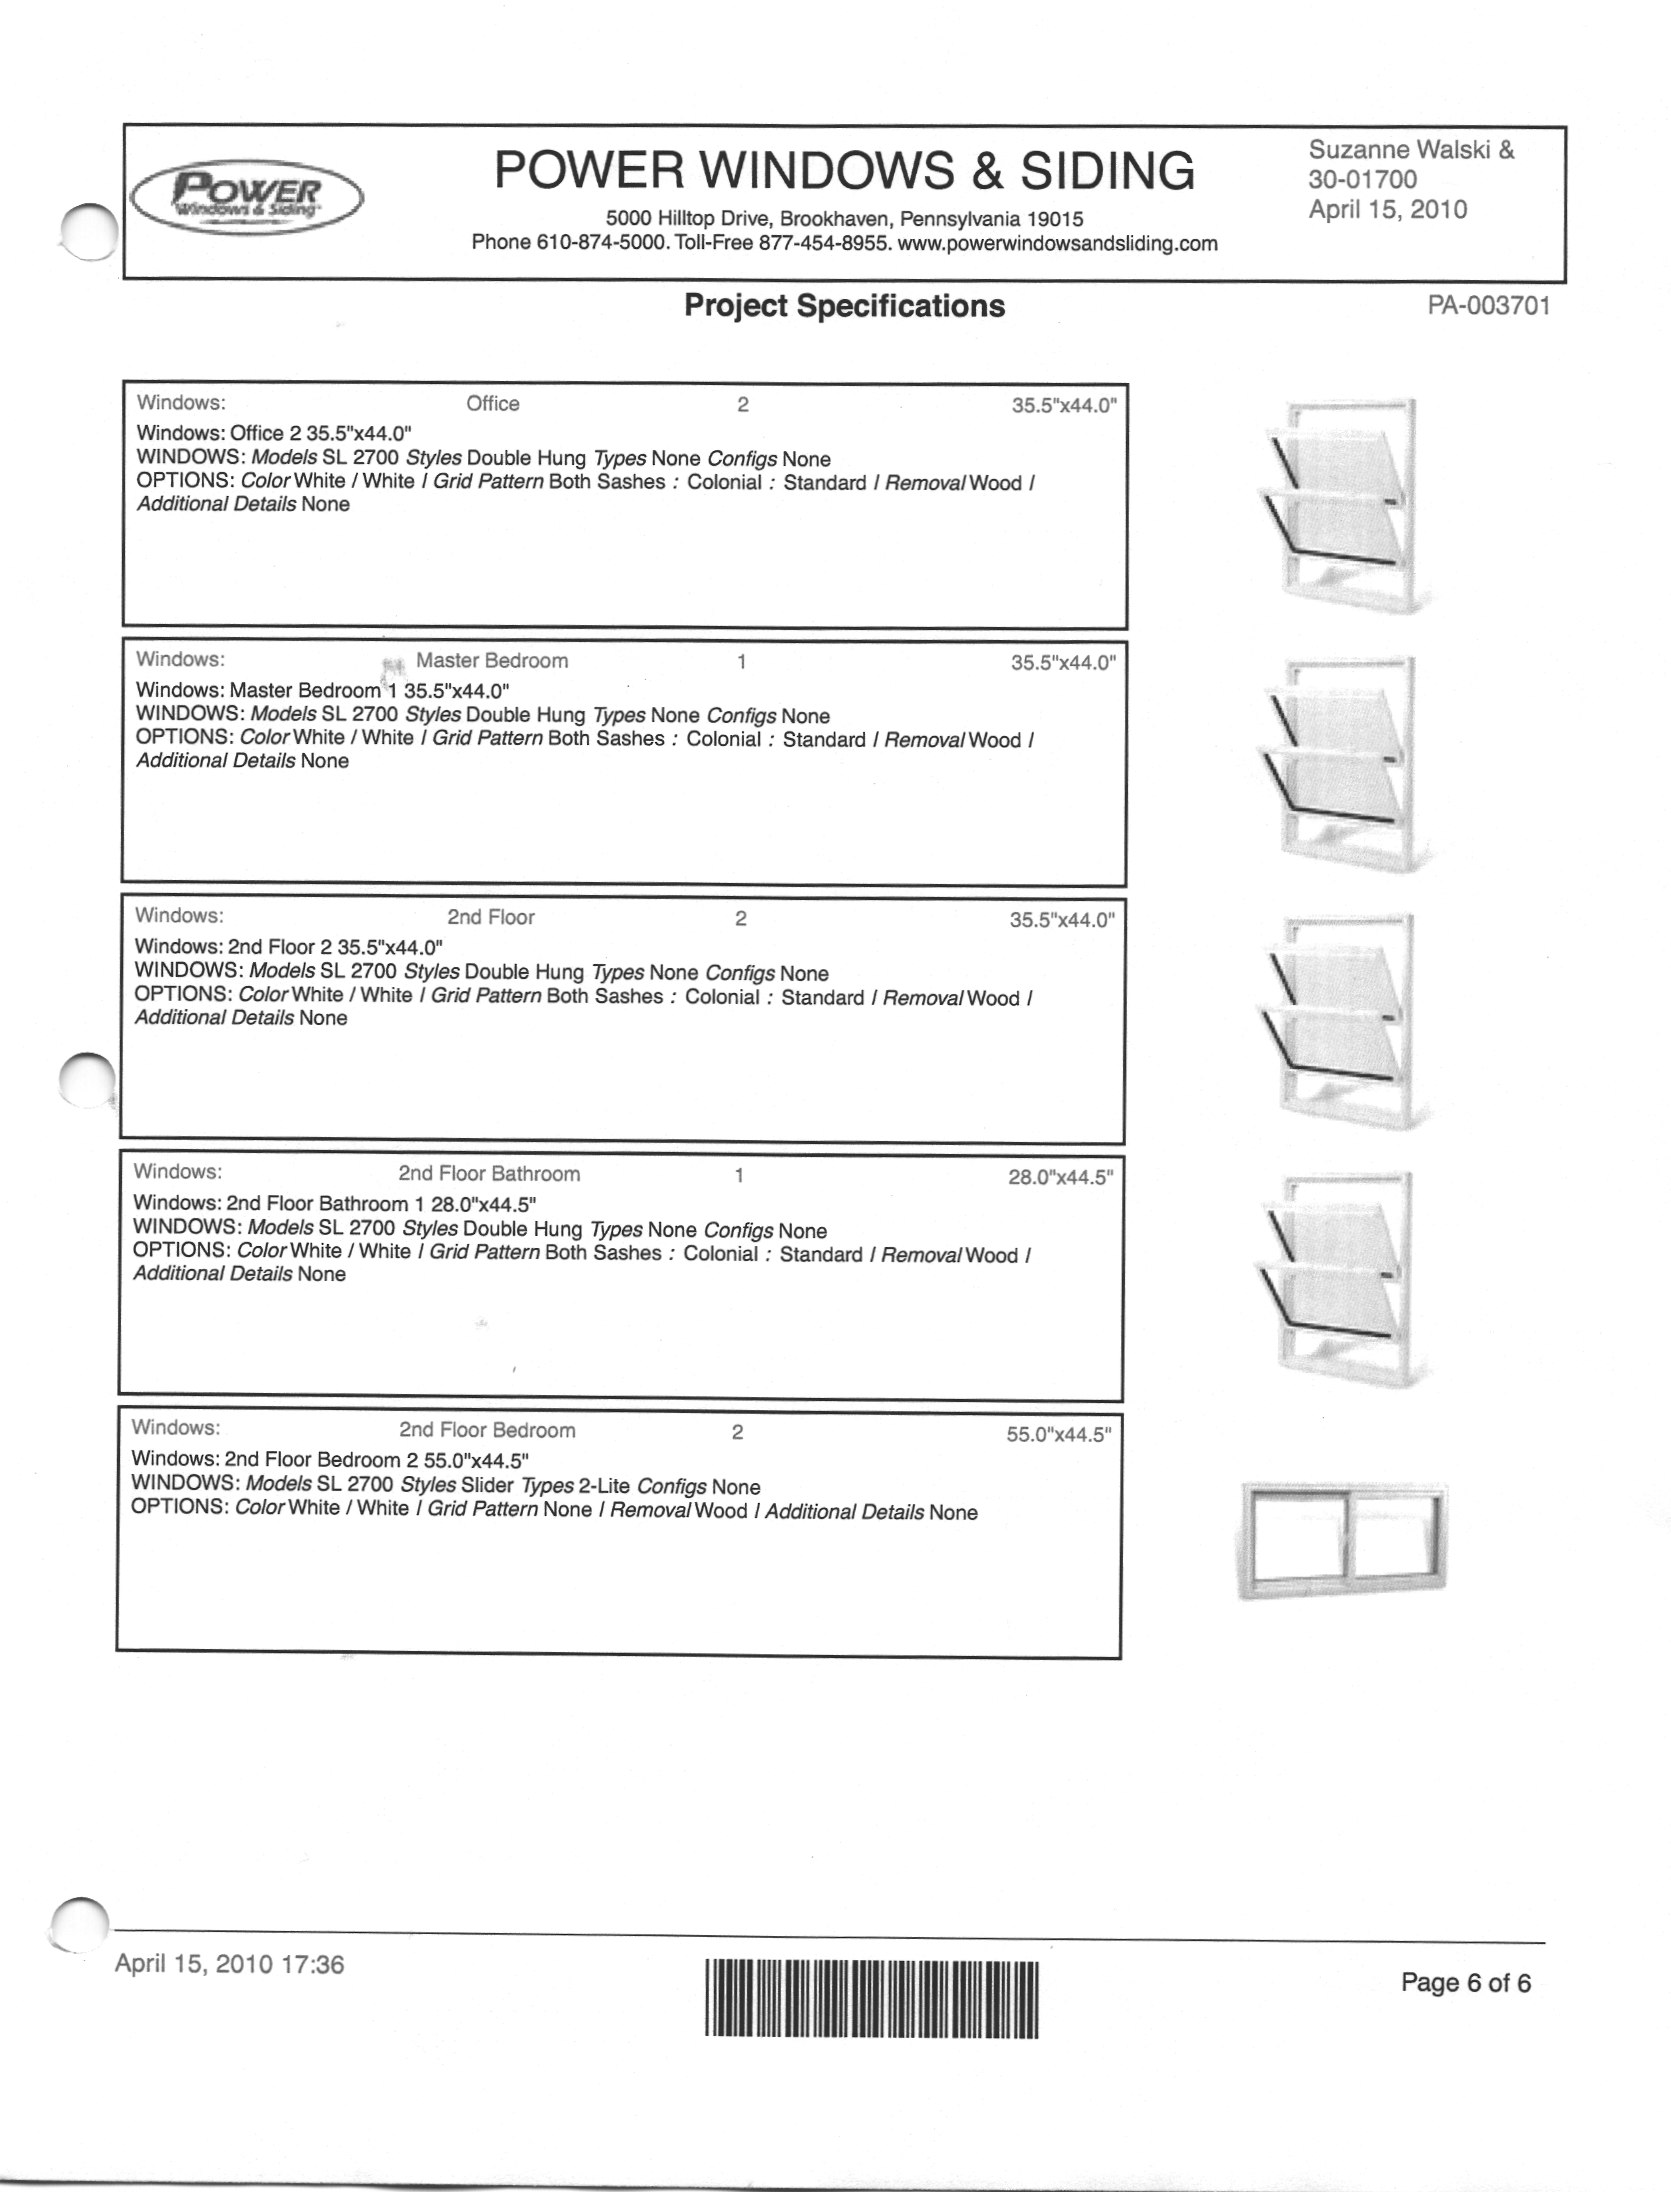 POWER
Windows & Siding
POWER WINDOWS & SIDING
5000 Hilltop Drive, Brookhaven, Pennsylvania 19015
Phone 610-874-5000. Toll-Free 877-454-8955. www.powerwindowsandsliding.com
Suzanne Walski &
30-01700
April 15, 2010
Project Specifications
PA-003701
Windows: Office 2 35.5"x44.0"
Windows: Office 2 35.5"x44.0"
WINDOWS: Models SL 2700 Styles Double Hung Types None Configs None
OPTIONS: Color White / White / Grid Pattern Both Sashes : Colonial : Standard / Removal Wood /
Additional Details None
Windows: Master Bedroom 1 35.5"x44.0"
Windows: Master Bedroom 1 35.5"x44.0"
WINDOWS: Models SL 2700 Styles Double Hung Types None Configs None
OPTIONS: Color White / White / Grid Pattern Both Sashes : Colonial : Standard / Removal Wood /
Additional Details None
Windows: 2nd Floor 2 35.5"x44.0"
Windows: 2nd Floor 2 35.5"x44.0"
WINDOWS: Models SL 2700 Styles Double Hung Types None Configs None
OPTIONS: Color White / White / Grid Pattern Both Sashes : Colonial : Standard / Removal Wood /
Additional Details None
Windows: 2nd Floor Bathroom 1 28.0"x44.5"
Windows: 2nd Floor Bathroom 1 28.0"x44.5"
WINDOWS: Models SL 2700 Styles Double Hung Types None Configs None
OPTIONS: Color White / White / Grid Pattern Both Sashes : Colonial : Standard / Removal Wood /
Additional Details None
Windows: 2nd Floor Bedroom 2 55.0"x44.5"
Windows: 2nd Floor Bedroom 2 55.0"x44.5"
WINDOWS: Models SL 2700 Styles Slider Types 2-Lite Configs None
OPTIONS: Color White / White / Grid Pattern None / Removal Wood / Additional Details None
April 15, 2010 17:36
Page 6 of 6